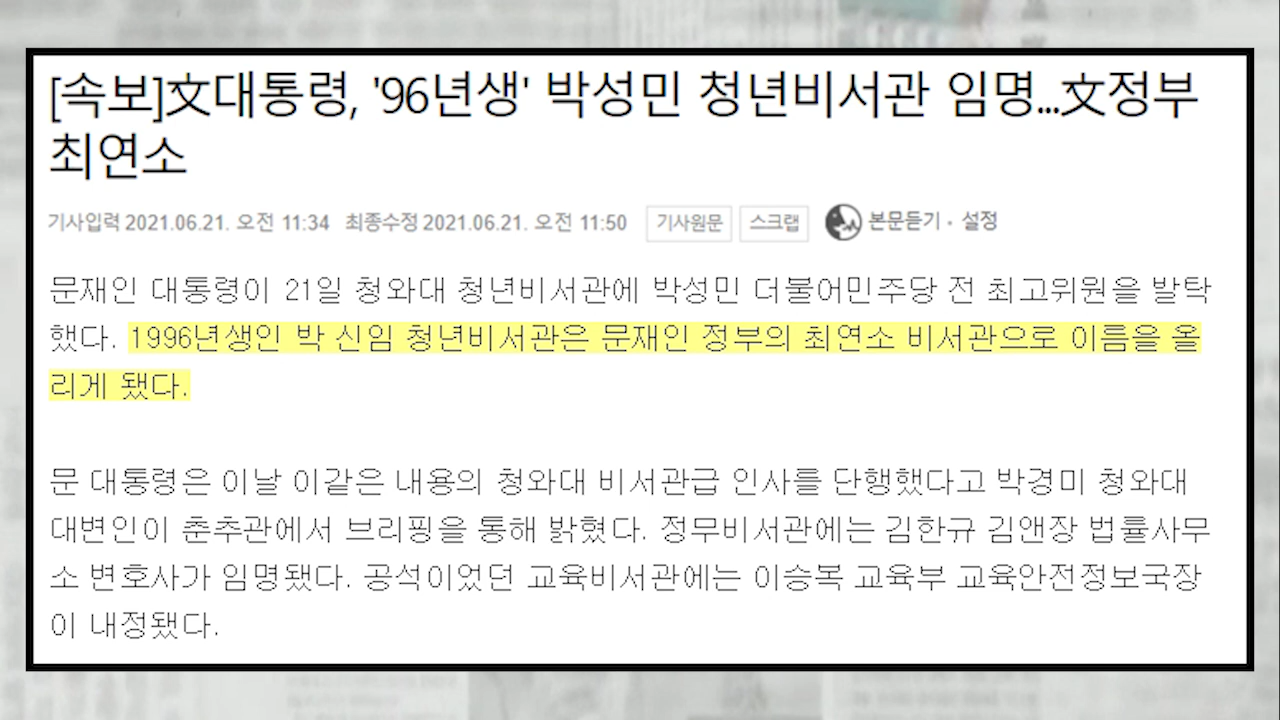 [속보]文대통령, '96년생' 박성민 청년비서관 임명...文정부
최연소
기사입력 2021.06.21. 오전 11:34 최종수정 2021.06.21. 오전 11:50 기사원문 스크랩 본문듣기 · 설정
문재인 대통령이 21일 청와대 청년비서관에 박성민 더불어민주당 전 최고위원을 발탁
했다. 1996년생인 박 신임 청년비서관은 문재인 정부의 최연소 비서관으로 이름을 올
리게 됐다.
문 대통령은 이날 이같은 내용의 청와대 비서관급 인사를 단행했다고 박경미 청와대
대변인이 춘추관에서 브리핑을 통해 밝혔다. 정무비서관에는 김한규 김앤장 법률사무
소 변호사가 임명됐다. 공석이었던 교육비서관에는 이승복 교육부 교육안전정보국장
이 내정됐다.